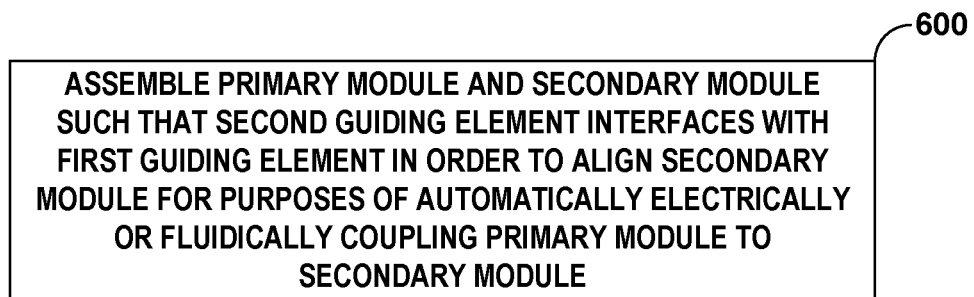 600
ASSEMBLE PRIMARY MODULE AND SECONDARY MODULE
SUCH THAT SECOND GUIDING ELEMENT INTERFACES WITH
FIRST GUIDING ELEMENT IN ORDER TO ALIGN SECONDARY
MODULE FOR PURPOSES OF AUTOMATICALLY ELECTRICALLY
OR FLUIDICALLY COUPLING PRIMARY MODULE TO
SECONDARY MODULE